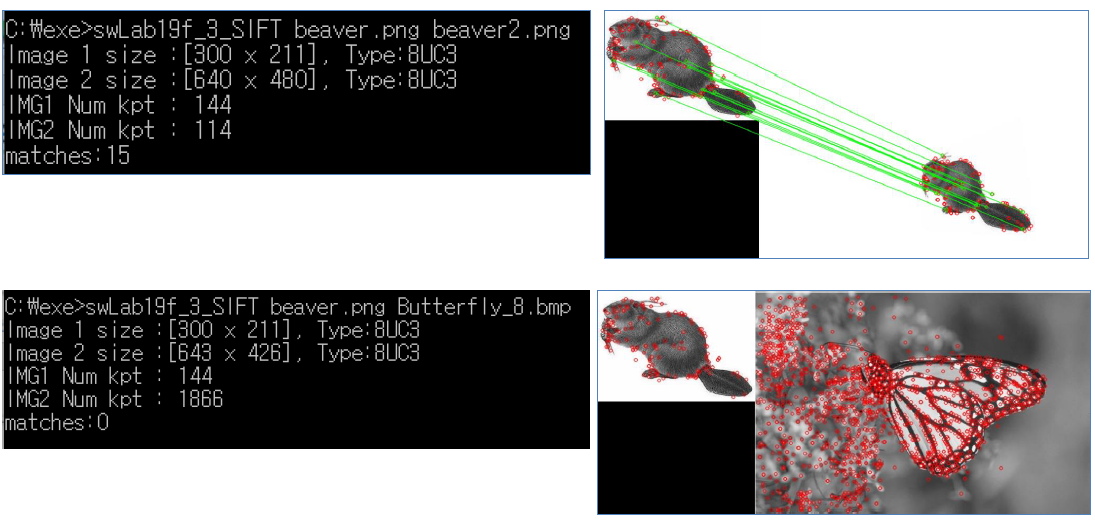 C:₩exe>swLab19f_3_SIFT beaver.png beaver2.png
Image 1 size :[300 x 211], Type:8UC3
Image 2 size :[640 x 480], Type:8UC3
IMG1 Num kpt : 144
IMG2 Num kpt : 114
matches:15
C:₩exe>swLab19f_3_SIFT beaver.png Butterfly_8.bmp
Image 1 size :[300 x 211], Type:8UC3
Image 2 size :[643 x 426], Type:8UC3
IMG1 Num kpt : 144
IMG2 Num kpt : 1866
matches:0